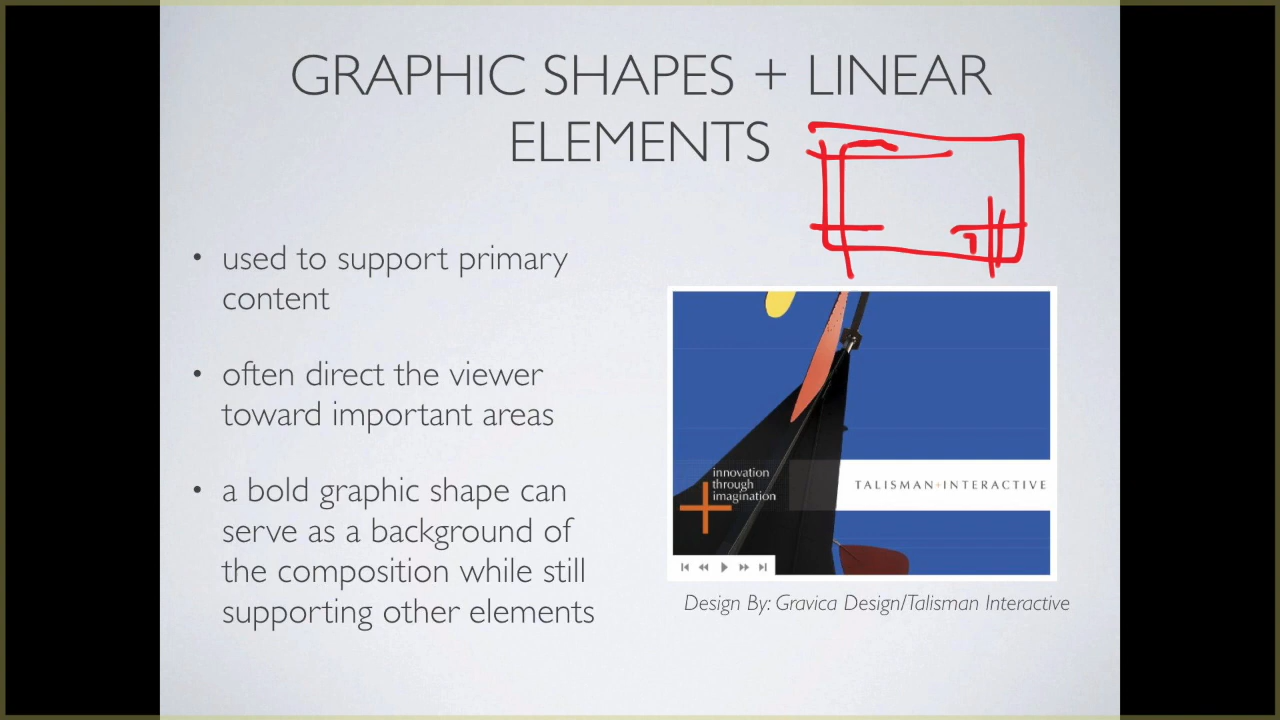 GRAPHIC SHAPES + LINEAR
ELEMENTS
• used to support primary
content
• often direct the viewer
toward important areas
• a bold graphic shape can
serve as a background of
the composition while still
supporting other elements
innovation
through
imagination
TALISMAN+INTERACTIVE
Design By: Gravica Design/Talisman Interactive